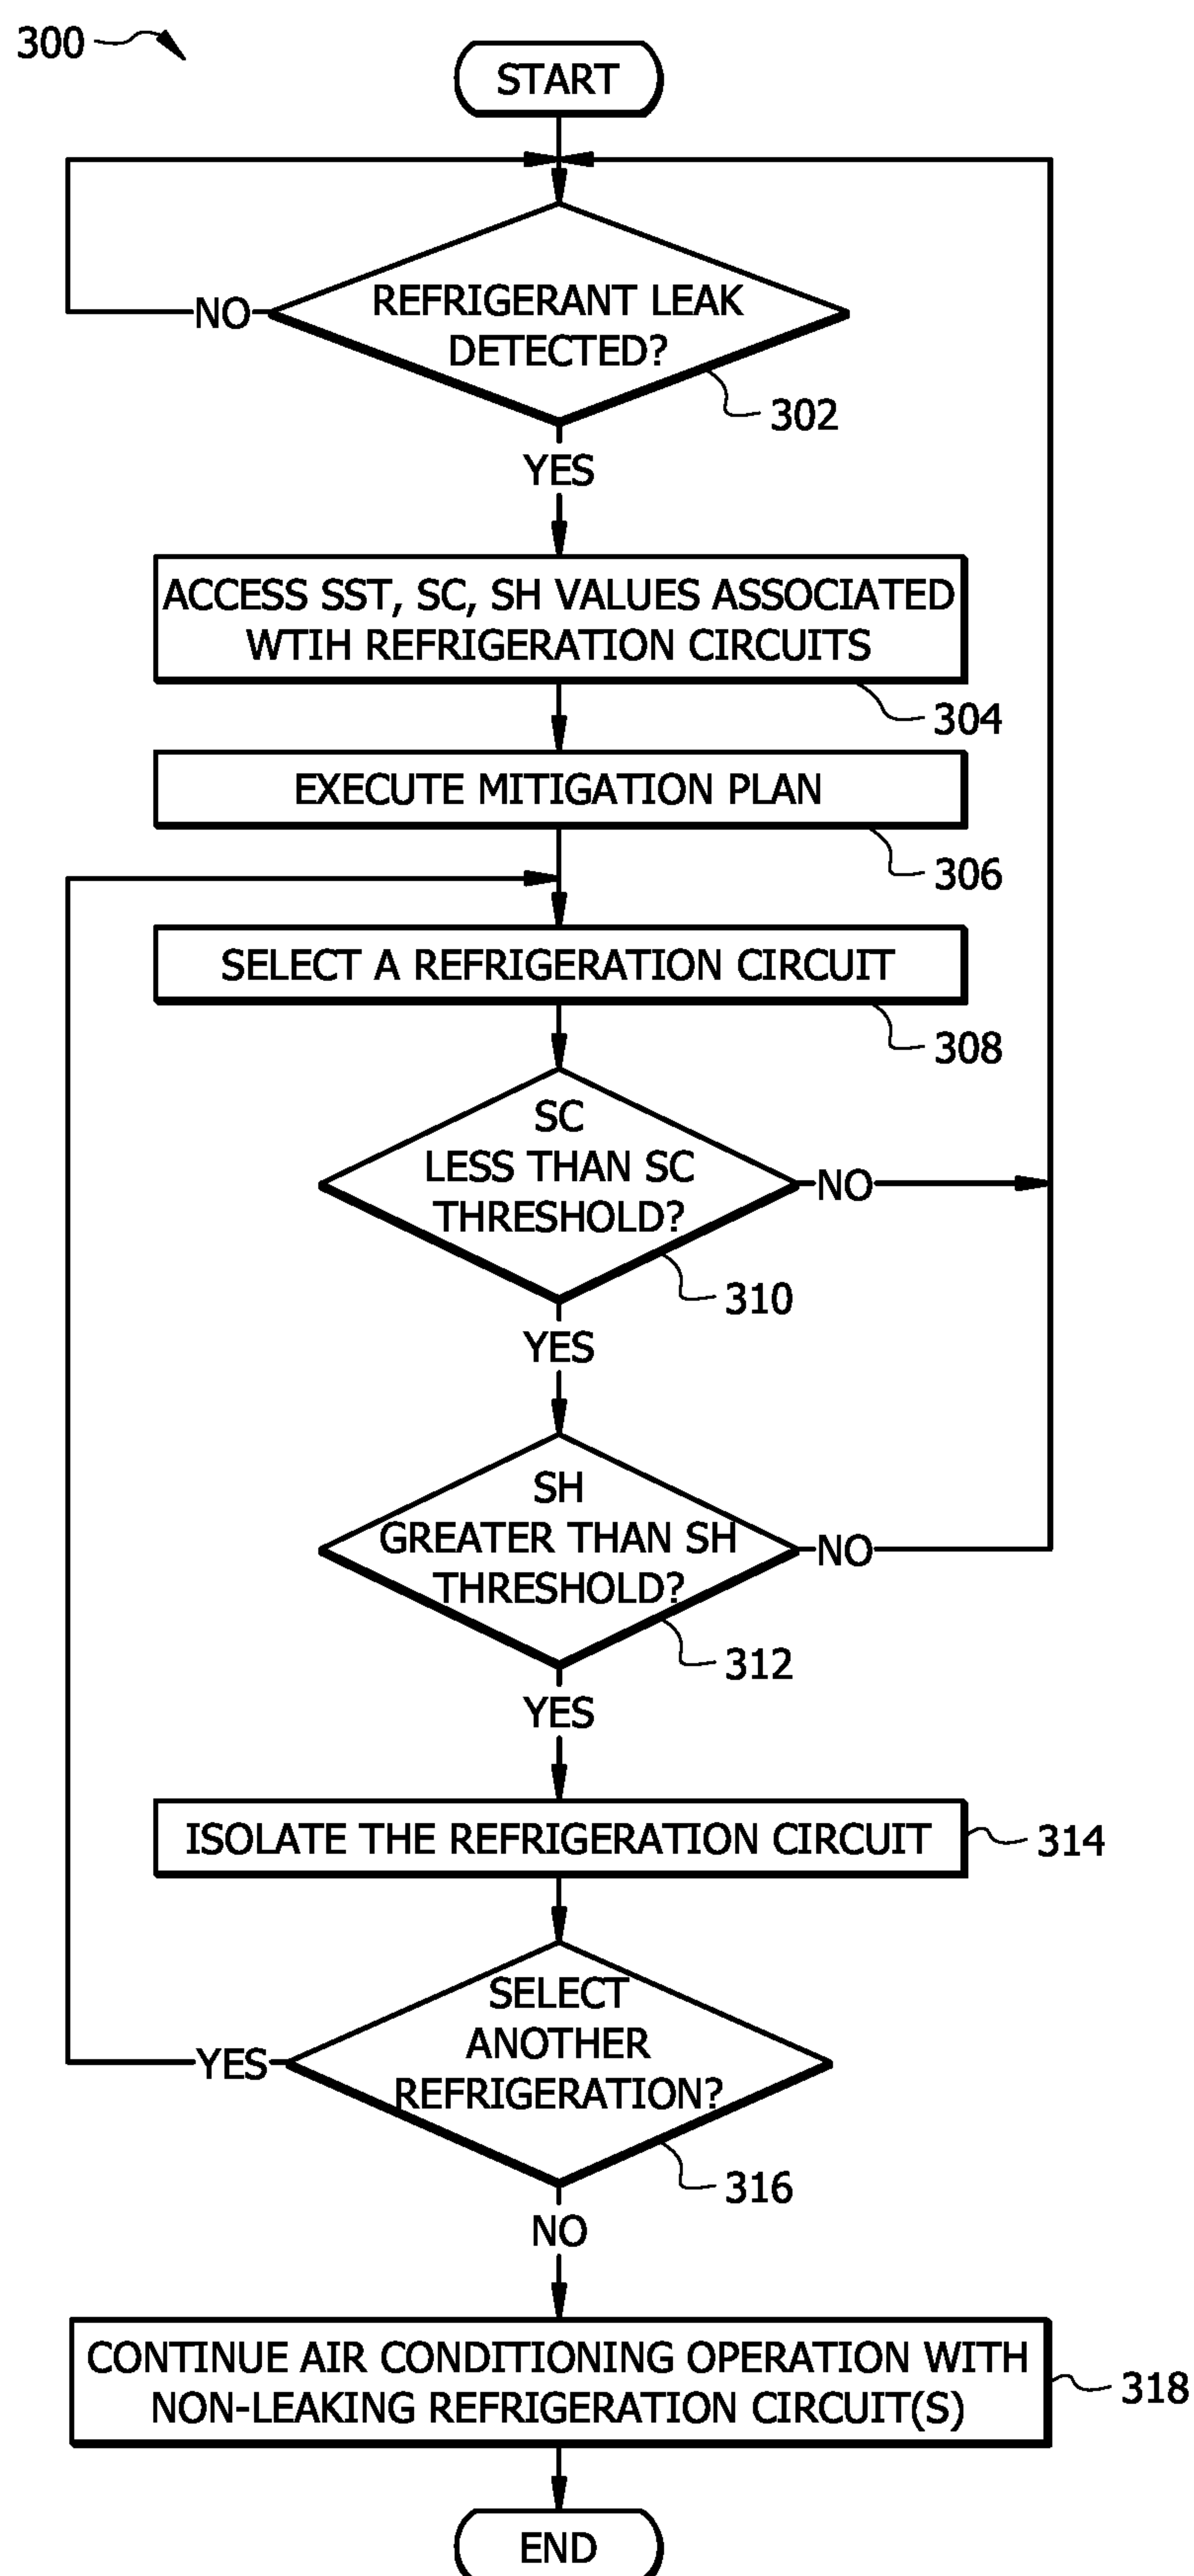 300
START
REFRIGERANT LEAK
DETECTED?
NO
302
YES
ACCESS SST, SC, SH VALUES ASSOCIATED
WTIH REFRIGERATION CIRCUITS
304
EXECUTE MITIGATION PLAN
306
SELECT A REFRIGERATION CIRCUIT
308
SC
LESS THAN SC
THRESHOLD?
NO
310
YES
SH
GREATER THAN SH
THRESHOLD?
NO
312
YES
ISOLATE THE REFRIGERATION CIRCUIT
314
SELECT
ANOTHER
REFRIGERATION?
YES
316
NO
CONTINUE AIR CONDITIONING OPERATION WITH
NON-LEAKING REFRIGERATION CIRCUIT(S)
318
END